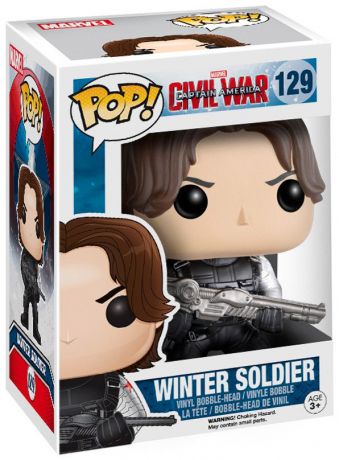 MARVEL
POP!
MARVEL
CIVIL WAR
CAPTAIN AMERICA
129
WINTER SOLDIER
129
WINTER SOLDIER
VINYL BOBBLE-HEAD / VINYLE BOBBLE
LA TÊTE / BOBBLE-HEAD DE VINIL
WARNING: CHOKING HAZARD.
May contain small parts.
AGE
3+